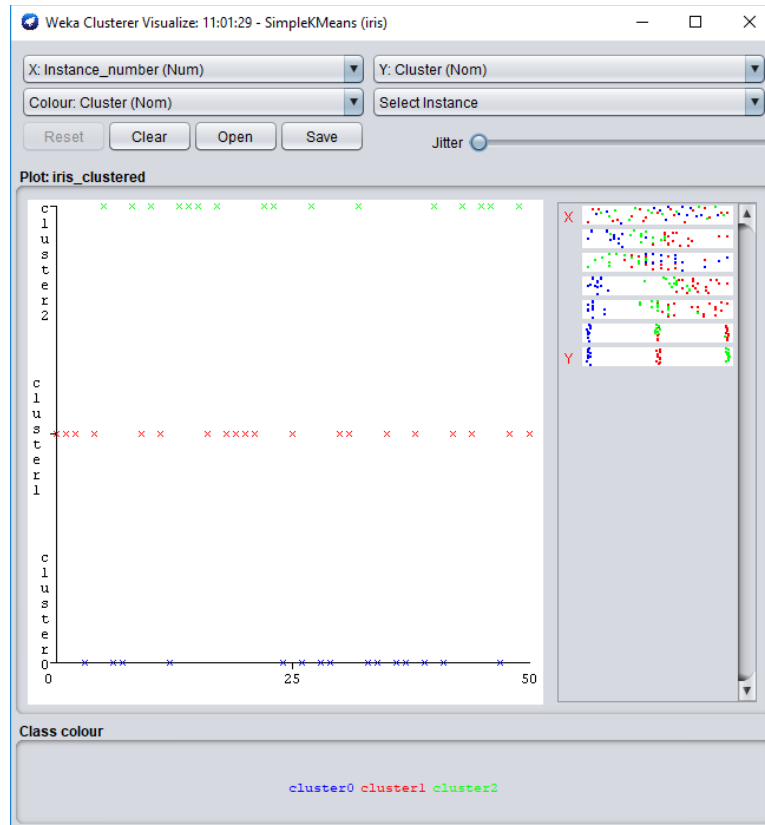 Weka Clusterer Visualize: 11:01:29 - SimpleKMeans (iris)
X: Instance_number (Num)
Y: Cluster (Nom)
Colour: Cluster (Nom)
Select Instance
Reset
Clear
Open
Save
Jitter
Plot: iris_clustered
cluster2
cluster1
cluster0
0
25
50
X
Y
Class colour
cluster0 cluster1 cluster2